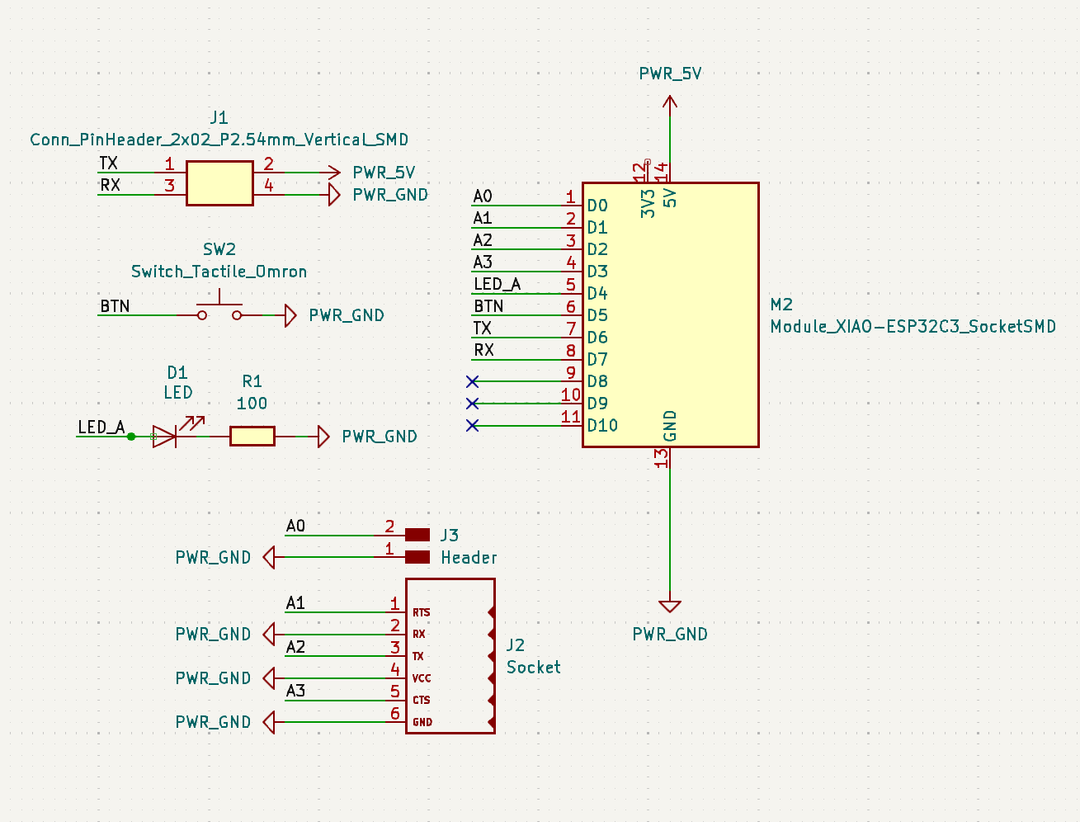 J1
Conn_PinHeader_2x02_P2.54mm_Vertical_SMD
TX 1 2 PWR_5V
RX 3 4 PWR_GND
SW2
Switch_Tactile_Omron
BTN PWR_GND
D1
LED
R1
100
LED_A PWR_GND
A0 2 J3
PWR_GND 1 Header
A1 1 RTS
PWR_GND 2 RX
A2 3 TX
PWR_GND 4 VCC
A3 5 CTS
PWR_GND 6 GND
J2
Socket
PWR_5V
12 14
3V3 5V
A0 1 D0
A1 2 D1
A2 3 D2
A3 4 D3
LED_A 5 D4
BTN 6 D5
TX 7 D6
RX 8 D7
9 D8
10 D9
11 D10
GND
13
M2
Module_XIAO-ESP32C3_SocketSMD
PWR_GND